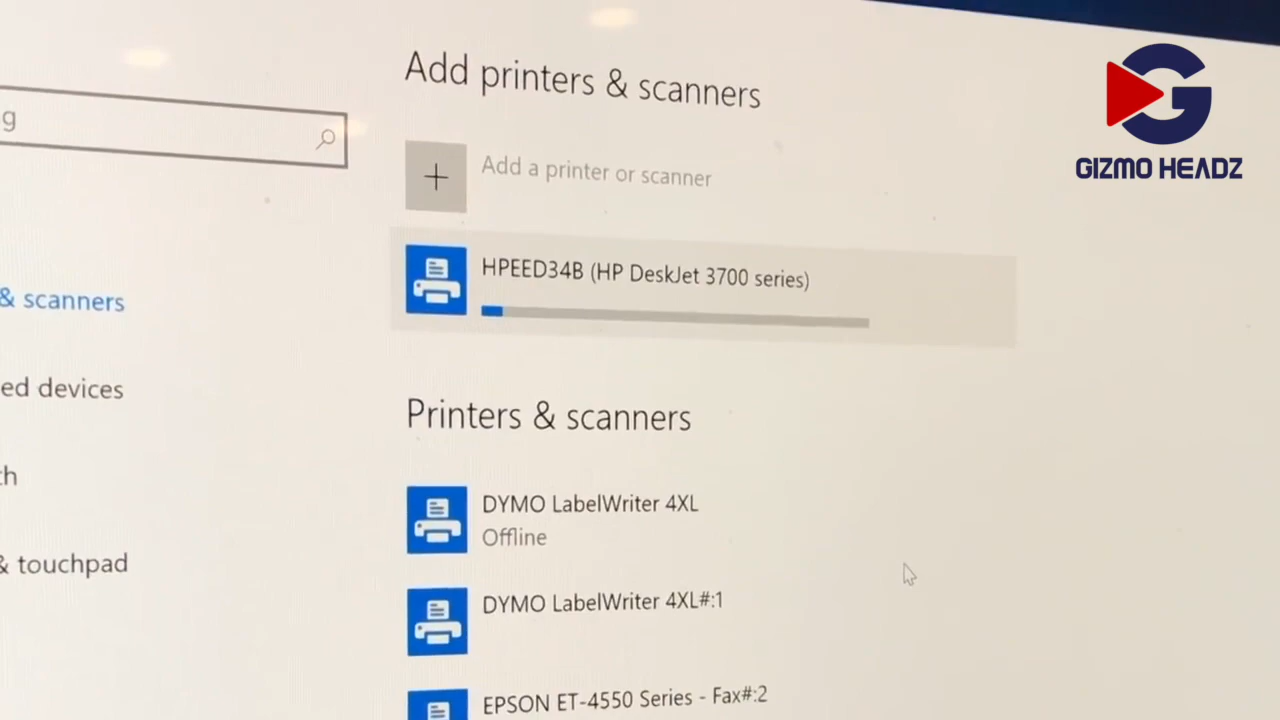 Add printers & scanners
g
Add a printer or scanner
GIZMO HEADZ
HPEED34B (HP DeskJet 3700 series)
& scanners
ed devices
Printers & scanners
th
DYMO LabelWriter 4XL
Offline
& touchpad
DYMO LabelWriter 4XL#:1
EPSON ET-4550 Series - Fax#:2